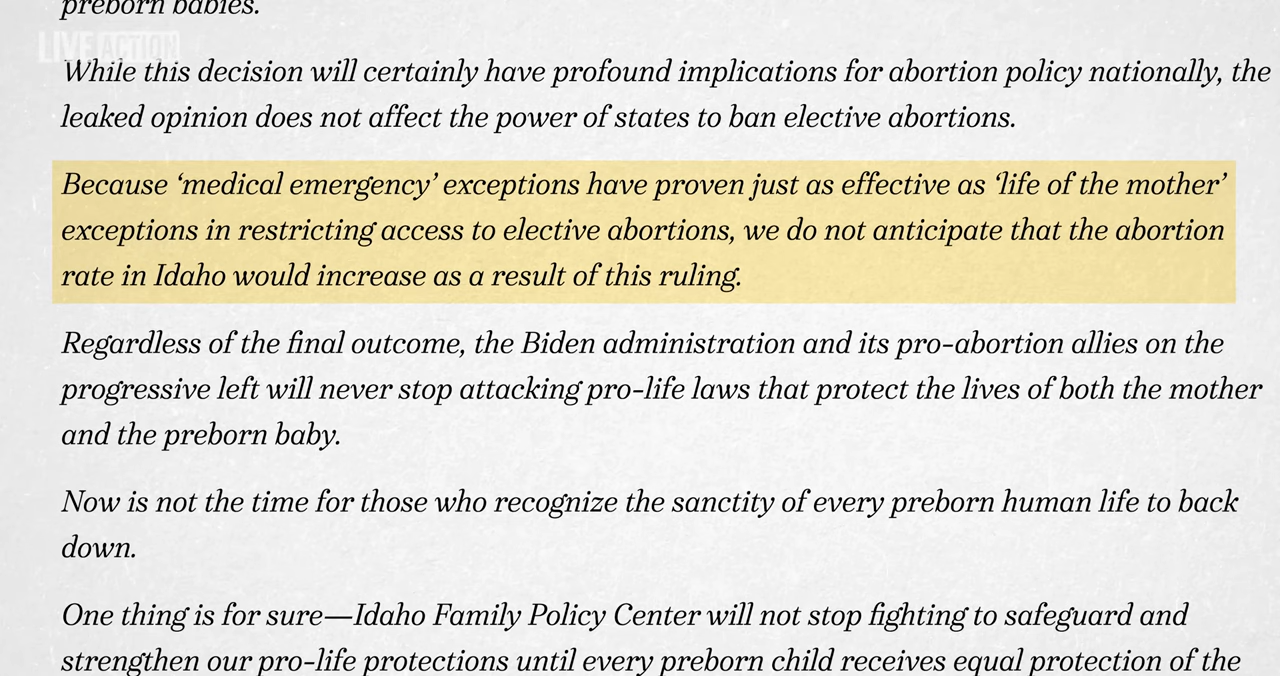 preborn babies.
LIVE ACTION
While this decision will certainly have profound implications for abortion policy nationally, the
leaked opinion does not affect the power of states to ban elective abortions.
Because ‘medical emergency’ exceptions have proven just as effective as ‘life of the mother’
exceptions in restricting access to elective abortions, we do not anticipate that the abortion
rate in Idaho would increase as a result of this ruling.
Regardless of the final outcome, the Biden administration and its pro-abortion allies on the
progressive left will never stop attacking pro-life laws that protect the lives of both the mother
and the preborn baby.
Now is not the time for those who recognize the sanctity of every preborn human life to back
down.
One thing is for sure—Idaho Family Policy Center will not stop fighting to safeguard and
strengthen our pro-life protections until every preborn child receives equal protection of the